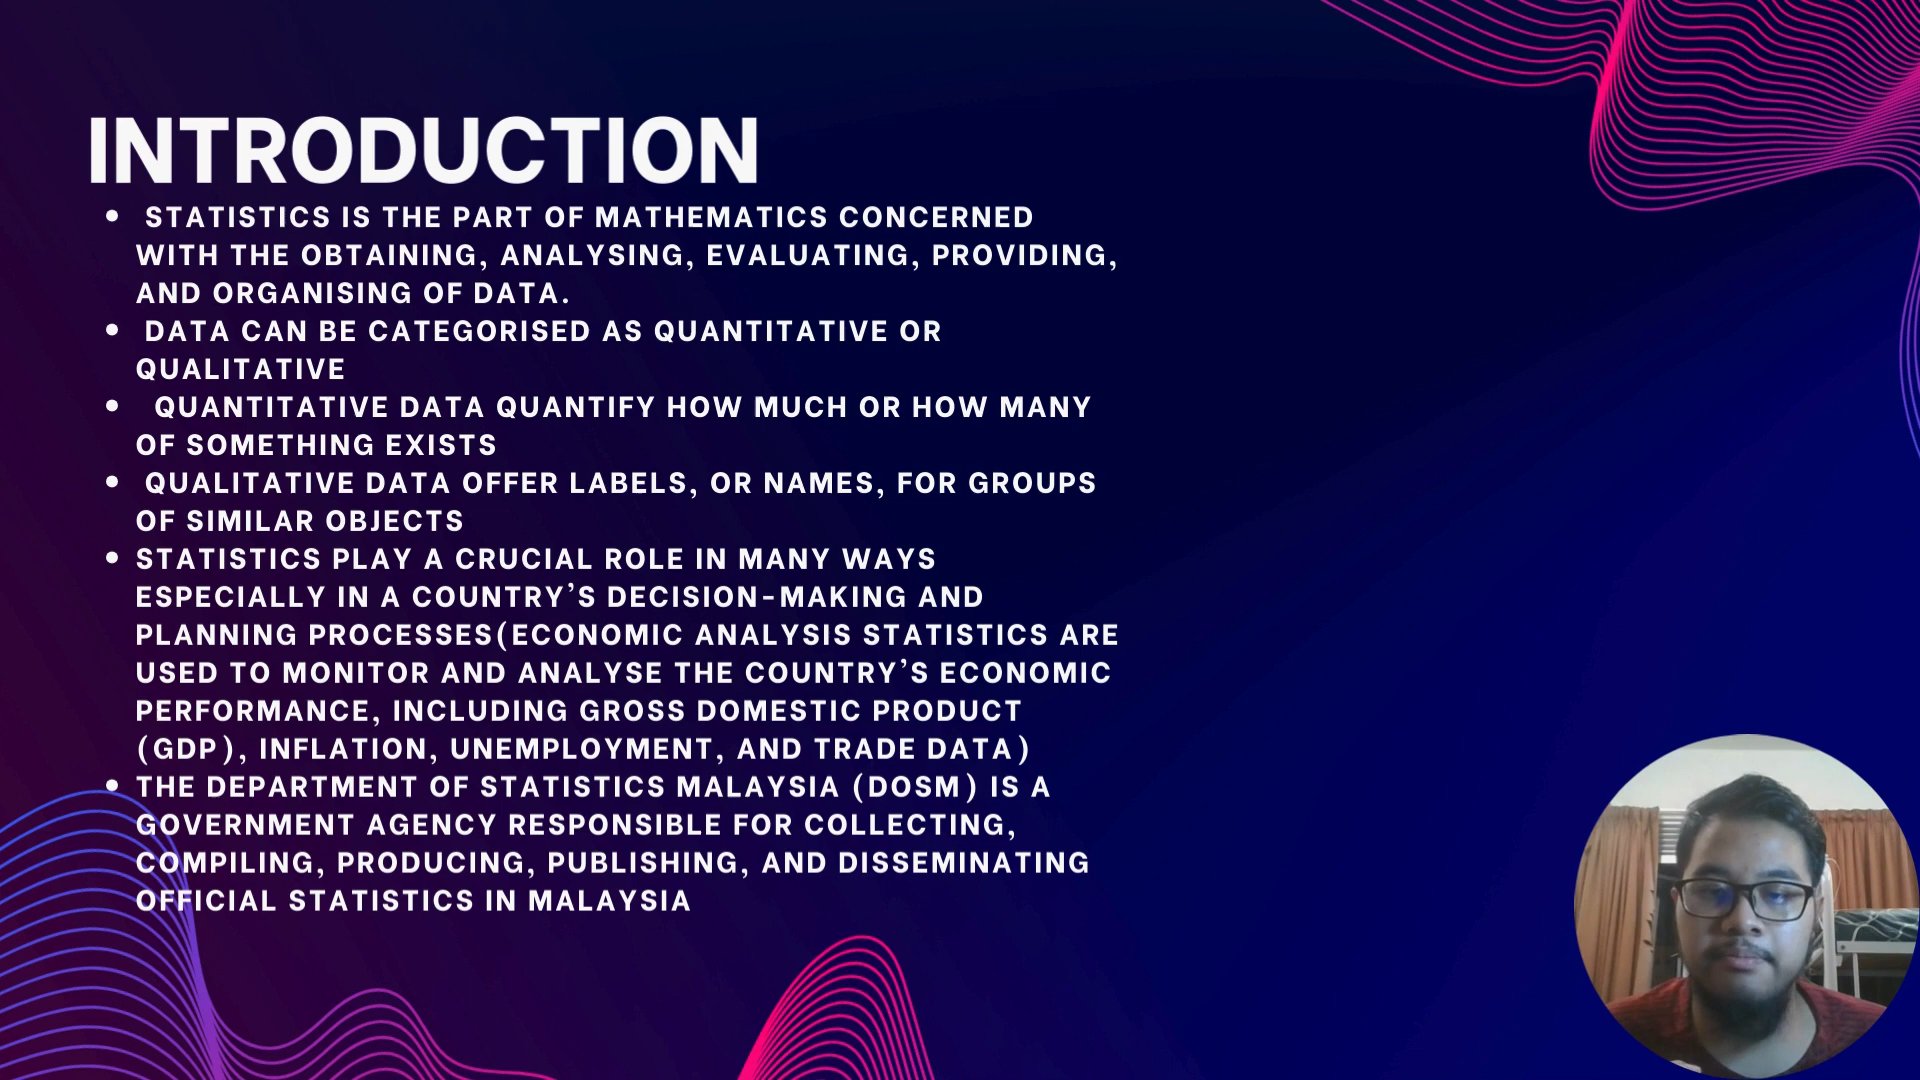 INTRODUCTION
• STATISTICS IS THE PART OF MATHEMATICS CONCERNED
WITH THE OBTAINING, ANALYSING, EVALUATING, PROVIDING,
AND ORGANISING OF DATA.
• DATA CAN BE CATEGORISED AS QUANTITATIVE OR
QUALITATIVE
• QUANTITATIVE DATA QUANTIFY HOW MUCH OR HOW MANY
OF SOMETHING EXISTS
• QUALITATIVE DATA OFFER LABELS, OR NAMES, FOR GROUPS
OF SIMILAR OBJECTS
• STATISTICS PLAY A CRUCIAL ROLE IN MANY WAYS
ESPECIALLY IN A COUNTRY'S DECISION-MAKING AND
PLANNING PROCESSES(ECONOMIC ANALYSIS STATISTICS ARE
USED TO MONITOR AND ANALYSE THE COUNTRY'S ECONOMIC
PERFORMANCE, INCLUDING GROSS DOMESTIC PRODUCT
(GDP), INFLATION, UNEMPLOYMENT, AND TRADE DATA)
• THE DEPARTMENT OF STATISTICS MALAYSIA (DOSM) IS A
GOVERNMENT AGENCY RESPONSIBLE FOR COLLECTING,
COMPILING, PRODUCING, PUBLISHING, AND DISSEMINATING
OFFICIAL STATISTICS IN MALAYSIA